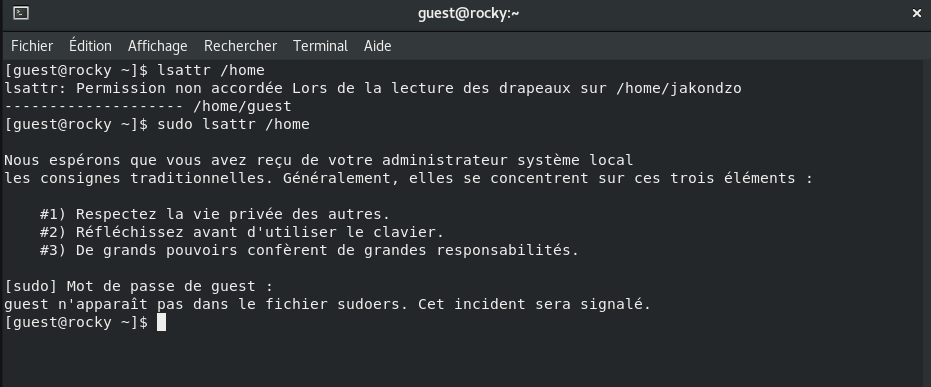 guest@rocky:~
Fichier Édition Affichage Rechercher Terminal Aide
[guest@rocky ~]$ lsattr /home
lsattr: Permission non accordée Lors de la lecture des drapeaux sur /home/jakondzo
-------------------- /home/guest
[guest@rocky ~]$ sudo lsattr /home
Nous espérons que vous avez reçu de votre administrateur système local
les consignes traditionnelles. Généralement, elles se concentrent sur ces trois éléments :
#1) Respectez la vie privée des autres.
#2) Réfléchissez avant d'utiliser le clavier.
#3) De grands pouvoirs confèrent de grandes responsabilités.
[sudo] Mot de passe de guest :
guest n'apparaît pas dans le fichier sudoers. Cet incident sera signalé.
[guest@rocky ~]$